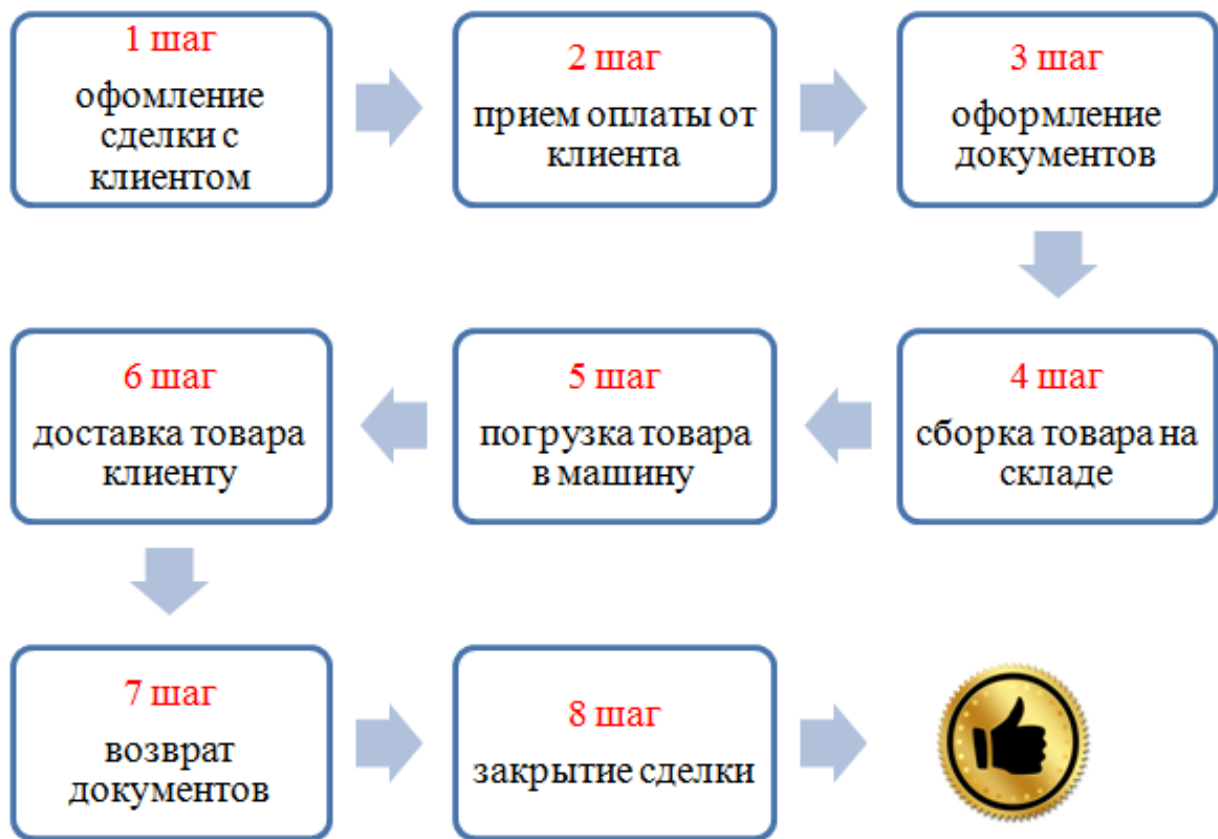 1 шаг
офомление
сделки с
клиентом
2 шаг
прием оплаты от
клиента
3 шаг
оформление
документов
4 шаг
сборка товара на
складе
5 шаг
погрузка товара
в машину
6 шаг
доставка товара
клиенту
7 шаг
возврат
документов
8 шаг
закрытие сделки